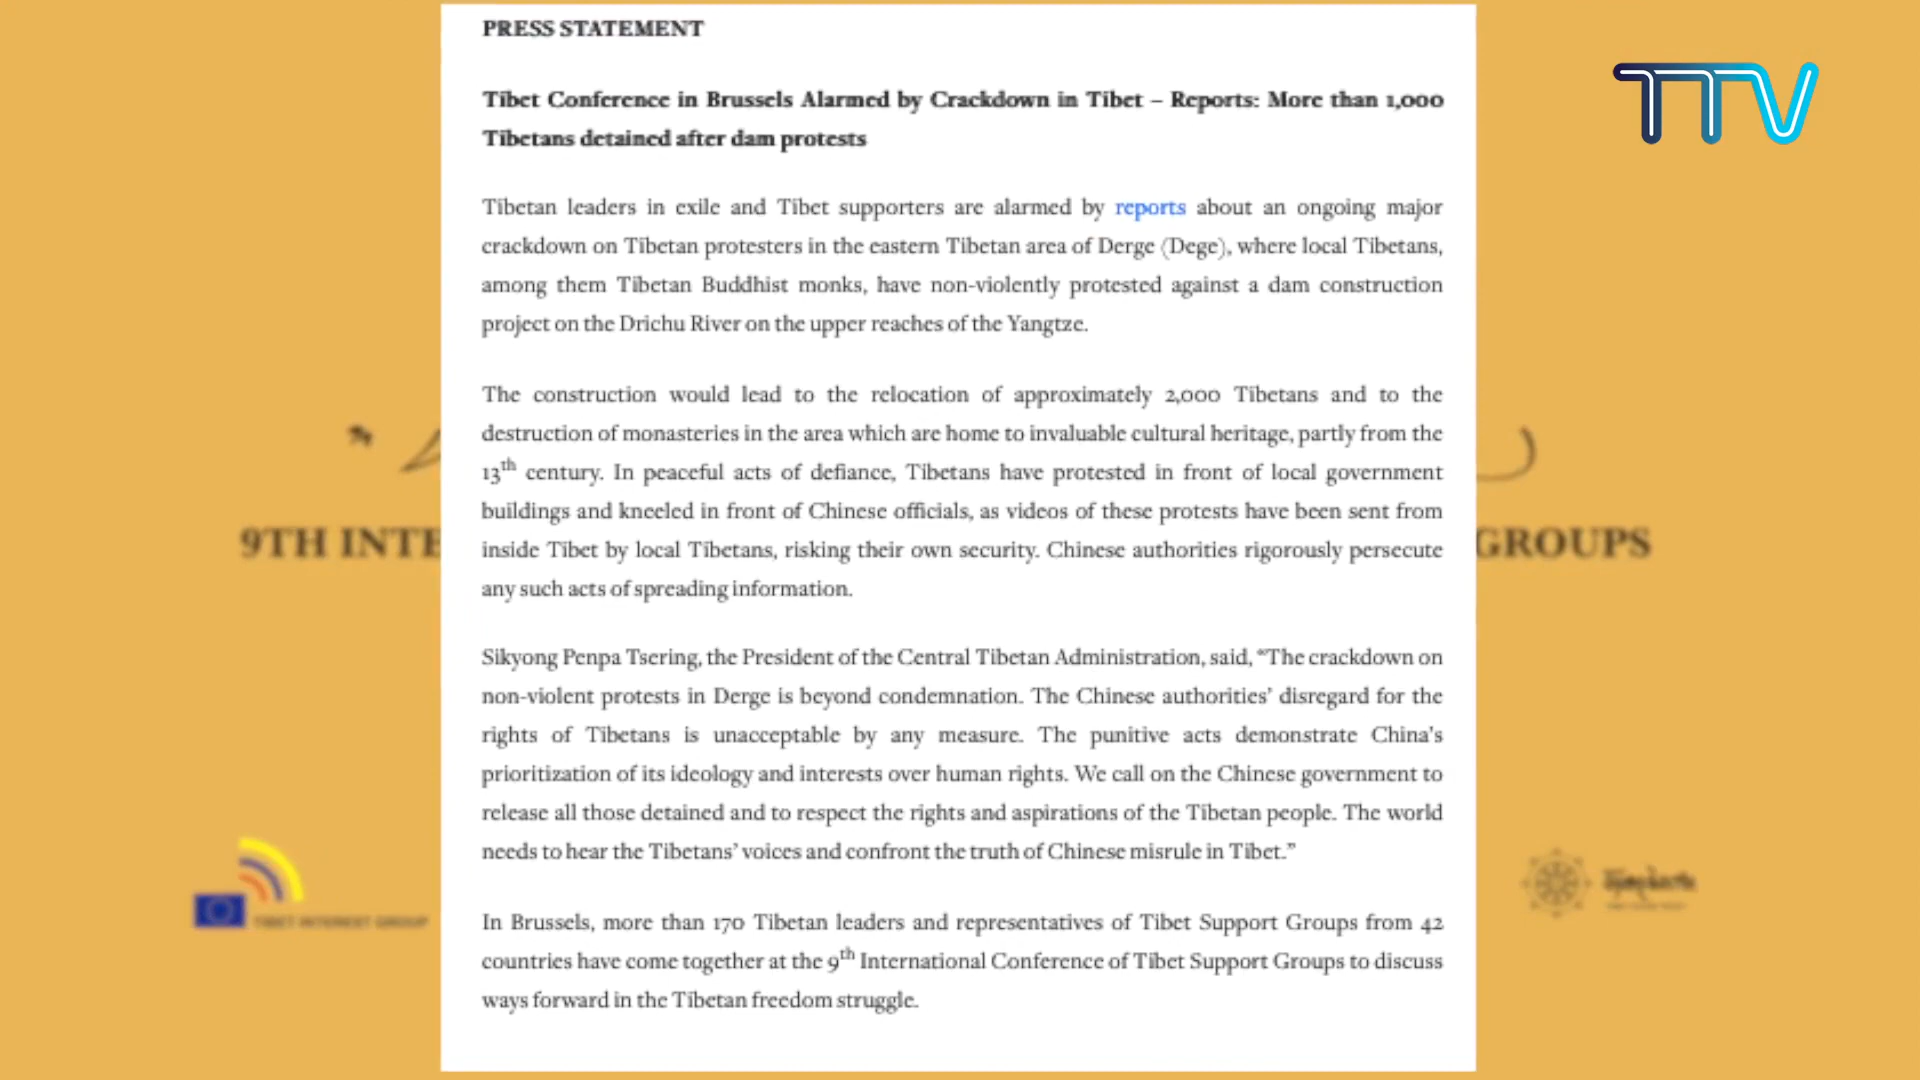 PRESS STATEMENT
TTV
Tibet Conference in Brussels Alarmed by Crackdown in Tibet – Reports: More than 1,000
Tibetans detained after dam protests
Tibetan leaders in exile and Tibet supporters are alarmed by reports about an ongoing major
crackdown on Tibetan protesters in the eastern Tibetan area of Derge (Dege), where local Tibetans,
among them Tibetan Buddhist monks, have non-violently protested against a dam construction
project on the Drichu River on the upper reaches of the Yangtze.
The construction would lead to the relocation of approximately 2,000 Tibetans and to the
destruction of monasteries in the area which are home to invaluable cultural heritage, partly from the
13th century. In peaceful acts of defiance, Tibetans have protested in front of local government
buildings and kneeled in front of Chinese officials, as videos of these protests have been sent from
inside Tibet by local Tibetans, risking their own security. Chinese authorities rigorously persecute
any such acts of spreading information.
Sikyong Penpa Tsering, the President of the Central Tibetan Administration, said, “The crackdown on
non-violent protests in Derge is beyond condemnation. The Chinese authorities’ disregard for the
rights of Tibetans is unacceptable by any measure. The punitive acts demonstrate China's
prioritization of its ideology and interests over human rights. We call on the Chinese government to
release all those detained and to respect the rights and aspirations of the Tibetan people. The world
needs to hear the Tibetans’ voices and confront the truth of Chinese misrule in Tibet.”
In Brussels, more than 170 Tibetan leaders and representatives of Tibet Support Groups from 42
countries have come together at the 9th International Conference of Tibet Support Groups to discuss
ways forward in the Tibetan freedom struggle.
9TH INTE
GROUPS
TIBET INTEREST GROUP